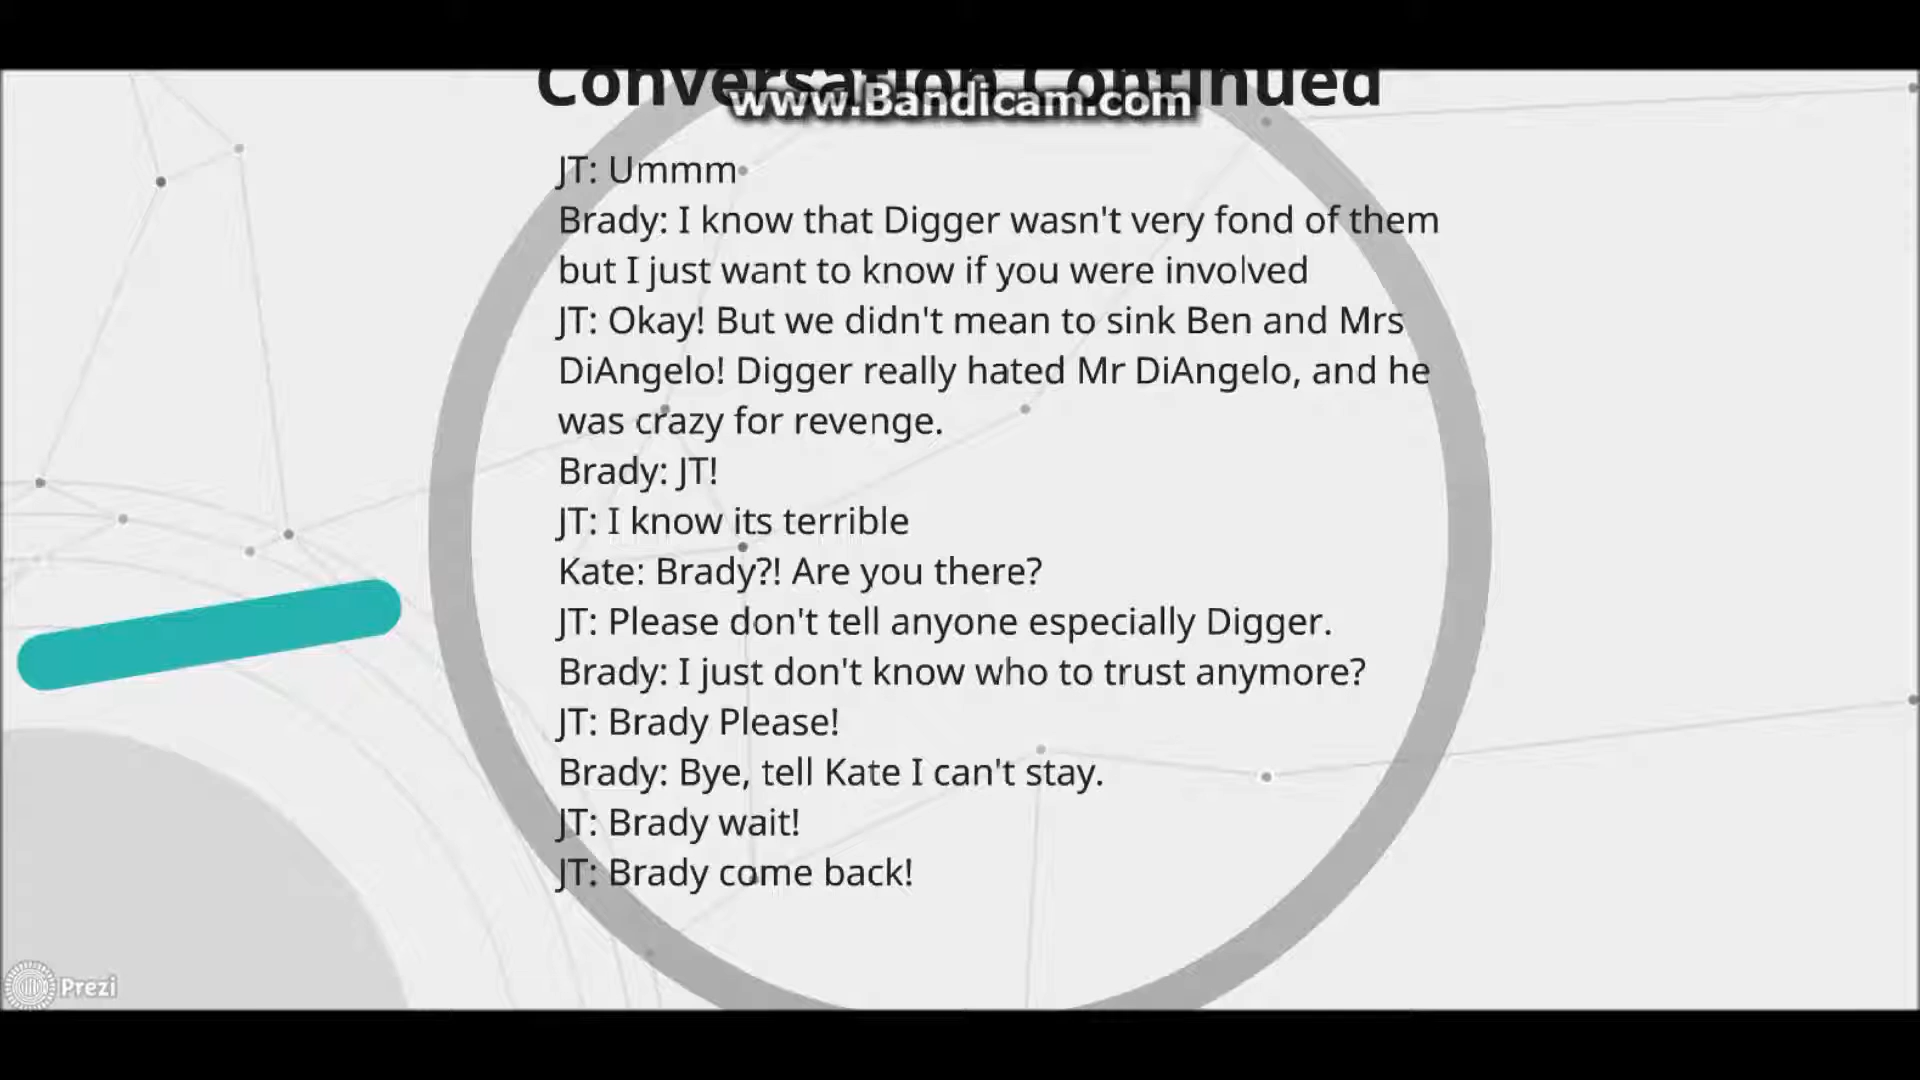 Conversation Continued
www.Bandicam.com
JT: Ummm
Brady: I know that Digger wasn't very fond of them
but I just want to know if you were involved
JT: Okay! But we didn't mean to sink Ben and Mrs
DiAngelo! Digger really hated Mr DiAngelo, and he
was crazy for revenge.
Brady: JT!
JT: I know its terrible
Kate: Brady?! Are you there?
JT: Please don't tell anyone especially Digger.
Brady: I just don't know who to trust anymore?
JT: Brady Please!
Brady: Bye, tell Kate I can't stay.
JT: Brady wait!
JT: Brady come back!
Prezi